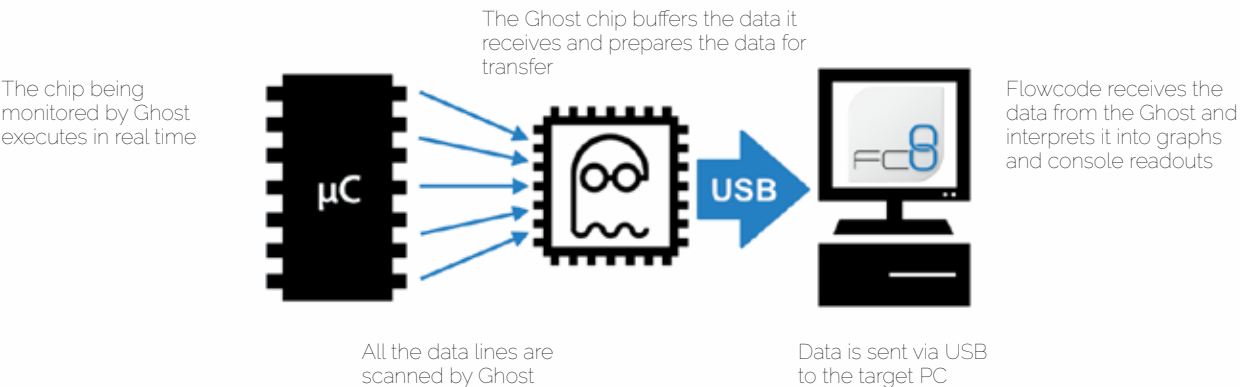 The Ghost chip buffers the data it
receives and prepares the data for
transfer
The chip being
monitored by Ghost
executes in real time
Flowcode receives the
data from the Ghost and
interprets it into graphs
and console readouts
µC
USB
FC8
All the data lines are
scanned by Ghost
Data is sent via USB
to the target PC